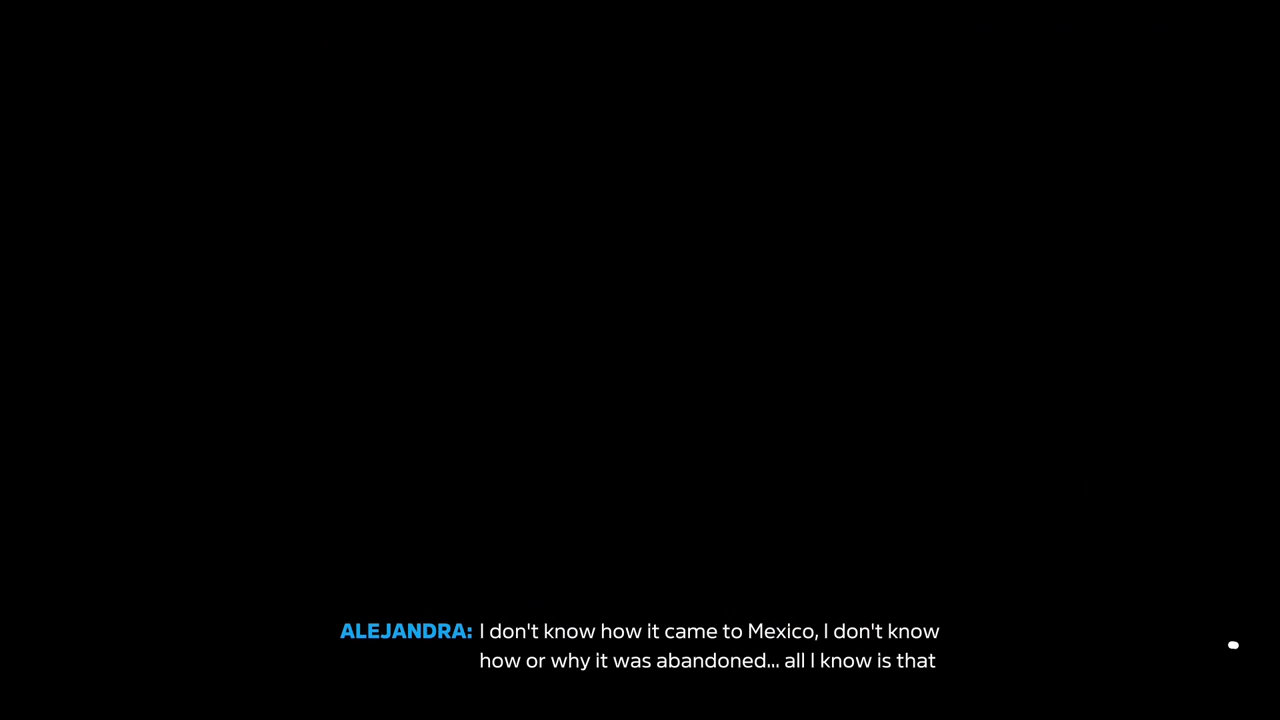 ALEJANDRA: I don't know how it came to Mexico, I don't know
how or why it was abandoned... all I know is that